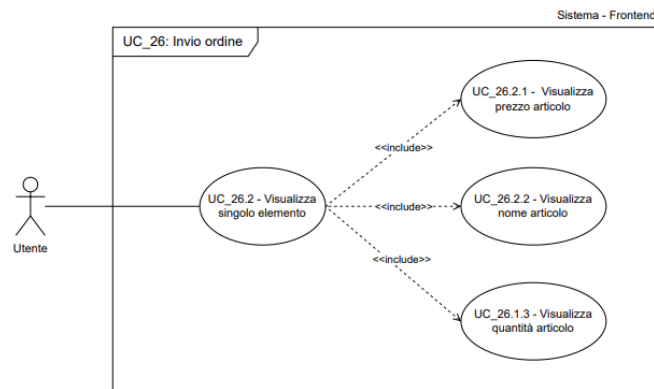 Sistema - Frontend
UC_26: Invio ordine
UC_26.2.1 - Visualizza
prezzo articolo
<<include>>
UC_26.2 - Visualizza
singolo elemento
<<include>>
UC_26.2.2 - Visualizza
nome articolo
Utente
<<include>>
UC_26.1.3 - Visualizza
quantità articolo